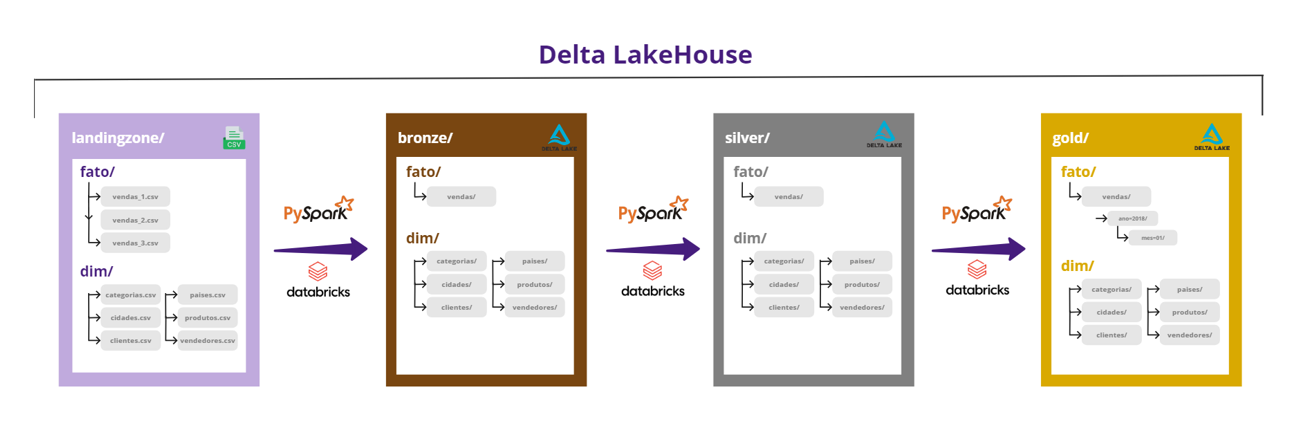 Delta LakeHouse
landingzone/
CSV
fato/
vendas_1.csv
vendas_2.csv
vendas_3.csv
dim/
categorias.csv
paises.csv
cidades.csv
produtos.csv
clientes.csv
vendedores.csv
PySpark
databricks
bronze/
DELTA LAKE
fato/
vendas/
dim/
categorias/
paises/
cidades/
produtos/
clientes/
vendedores/
PySpark
databricks
silver/
DELTA LAKE
fato/
vendas/
dim/
categorias/
paises/
cidades/
produtos/
clientes/
vendedores/
PySpark
databricks
gold/
DELTA LAKE
fato/
vendas/
ano=2018/
mes=01/
dim/
categorias/
paises/
cidades/
produtos/
clientes/
vendedores/